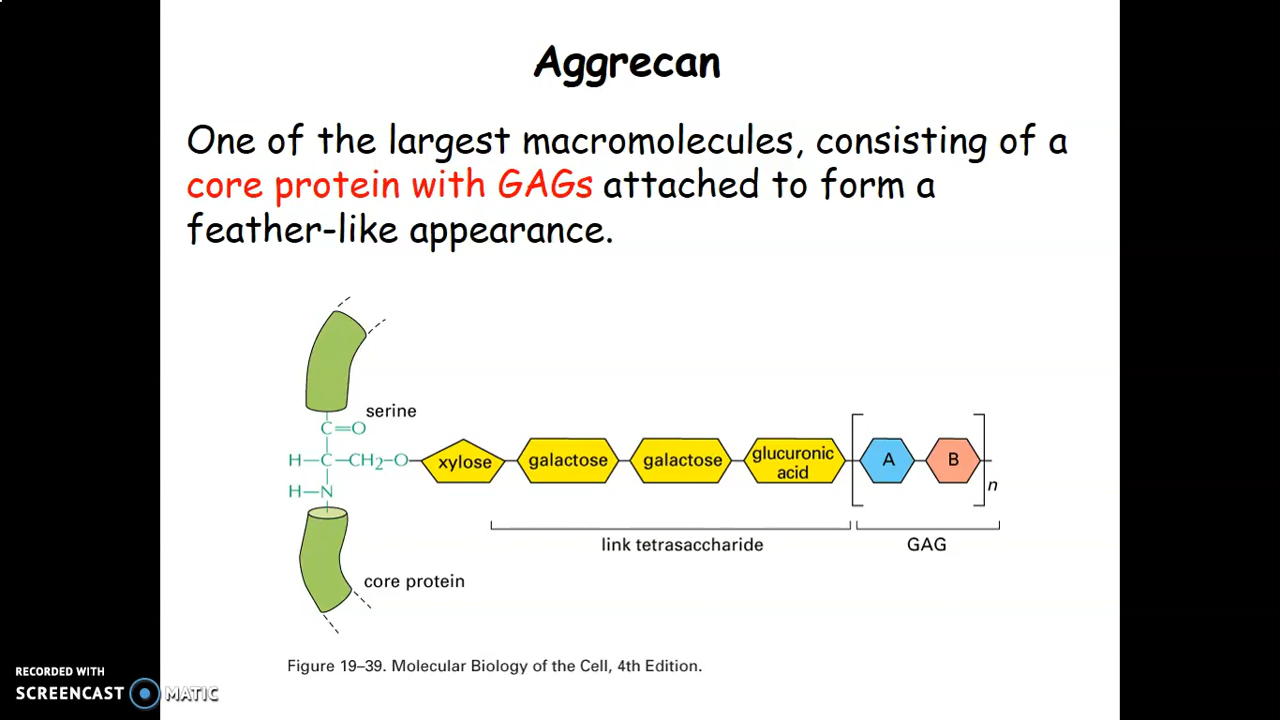 Aggrecan
One of the largest macromolecules, consisting of a
core protein with GAGs attached to form a
feather-like appearance.
serine
C=O
H—C—CH2—O
xylose
galactose
galactose
glucuronic
acid
A
B
n
H—N
link tetrasaccharide
GAG
core protein
Figure 19–39. Molecular Biology of the Cell, 4th Edition.
RECORDED WITH
SCREENCAST MATIC